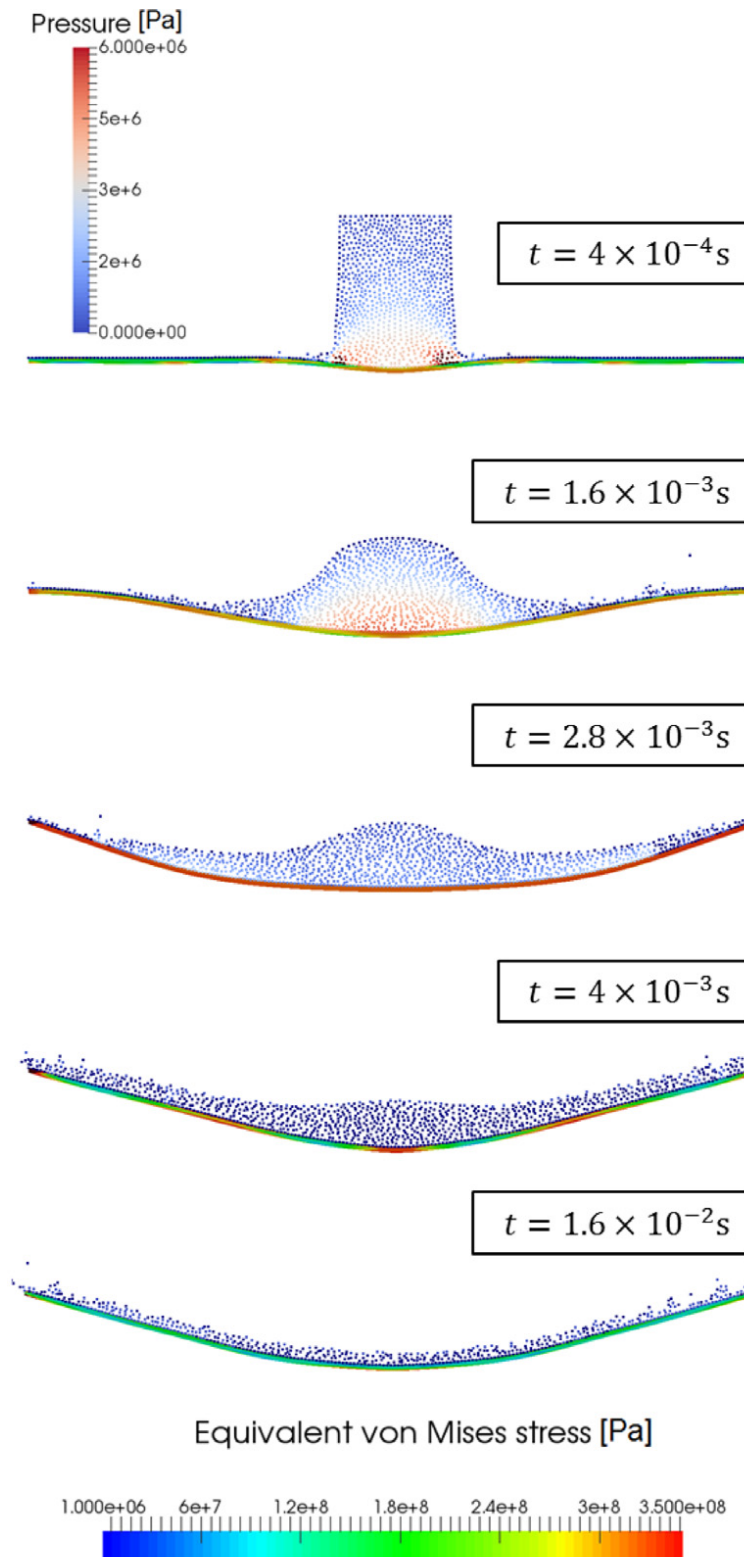 Pressure [Pa]
6.000e+06
5e+6
3e+6
2e+6
0.000e+00
t = 4 × 10⁻⁴s
t = 1.6 × 10⁻³s
t = 2.8 × 10⁻³s
t = 4 × 10⁻³s
t = 1.6 × 10⁻²s
Equivalent von Mises stress [Pa]
1.000e+06 6e+7 1.2e+8 1.8e+8 2.4e+8 3e+8 3.500e+08